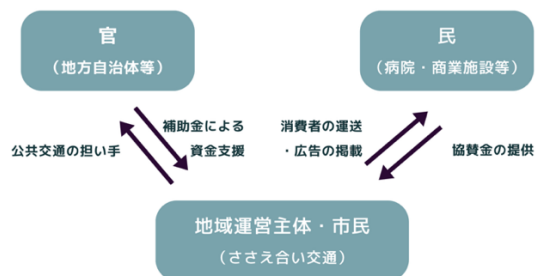 官
（地方自治体等）
民
（病院・商業施設等）
公共交通の担い手
補助金による
資金支援
消費者の運送
・広告の掲載
協賛金の提供
地域運営主体・市民
（ささえ合い交通）